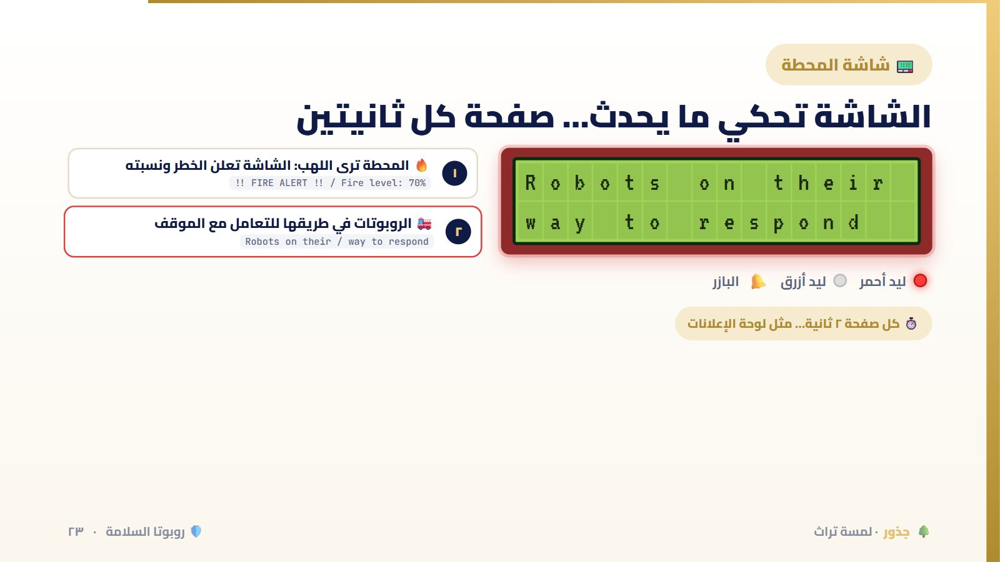 شاشة المحطة
الشاشة تحكي ما يحدث... صفحة كل ثانيتين
Robots on their
way to respond
ليد أحمر
ليد أزرق
البازر
كل صفحة ٢ ثانية... مثل لوحة الإعلانات
١
المحطة ترى اللهب: الشاشة تعلن الخطر ونسبته
!! FIRE ALERT !! / Fire level: 70%
٢
الروبوتات في طريقها للتعامل مع الموقف
Robots on their / way to respond
جذور · لمسة تراث
روبوتا السلامة · ٢٣